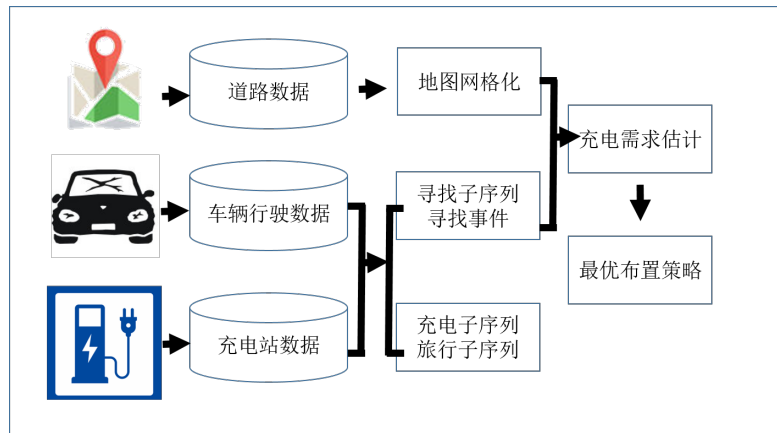 道路数据
地图网格化
充电需求估计
车辆行驶数据
寻找子序列
寻找事件
最优布置策略
充电站数据
充电子序列
旅行子序列